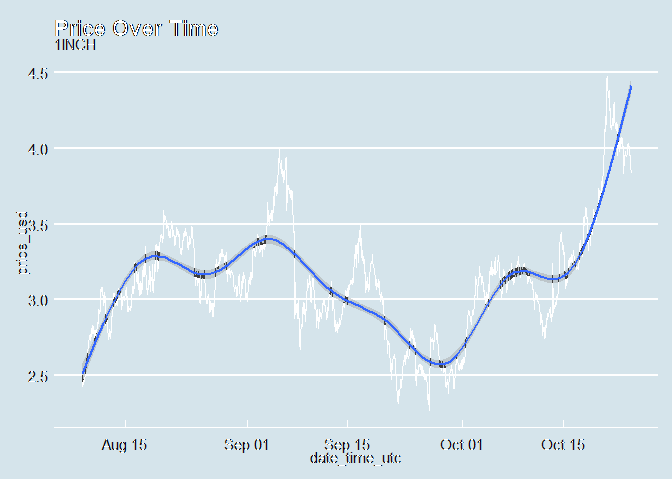 Price Over Time
1INCH
4.5
4.0
3.5
3.0
2.5
price_usd
Aug 15
Sep 01
Sep 15
Oct 01
Oct 15
date_time_utc